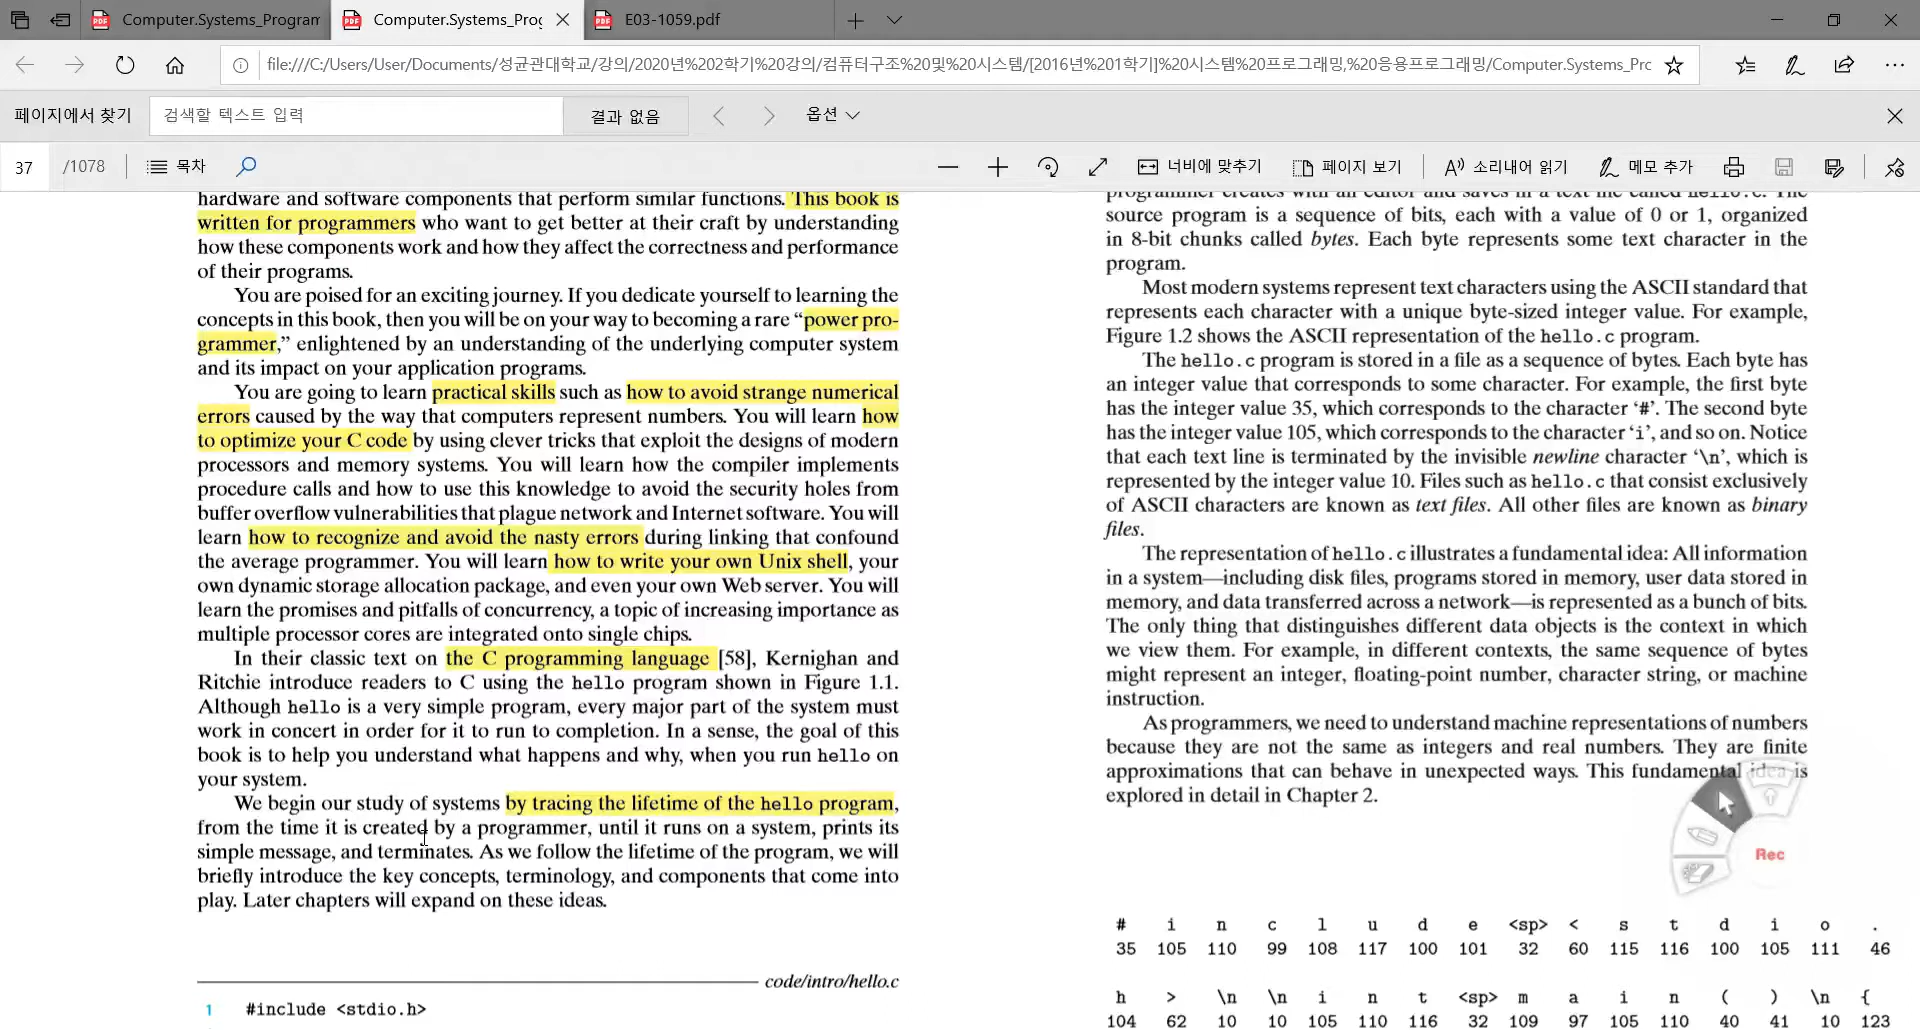 Computer.Systems_Program
Computer.Systems_Prog
E03-1059.pdf
file:///C:/Users/User/Documents/성균관대학교/강의/2020년%202학기%20강의/컴퓨터구조%20및%20시스템/[2016년%201학기]%20시스템%20프로그래밍,%20응용프로그래밍/Computer.Systems_Prc
페이지에서 찾기
검색할 텍스트 입력
결과 없음
옵션
37 /1078
목차
너비에 맞추기
페이지 보기
소리내어 읽기
메모 추가
hardware and software components that perform similar functions. This book is
written for programmers who want to get better at their craft by understanding
how these components work and how they affect the correctness and performance
of their programs.
You are poised for an exciting journey. If you dedicate yourself to learning the
concepts in this book, then you will be on your way to becoming a rare “power pro-
grammer,” enlightened by an understanding of the underlying computer system
and its impact on your application programs.
You are going to learn practical skills such as how to avoid strange numerical
errors caused by the way that computers represent numbers. You will learn how
to optimize your C code by using clever tricks that exploit the designs of modern
processors and memory systems. You will learn how the compiler implements
procedure calls and how to use this knowledge to avoid the security holes from
buffer overflow vulnerabilities that plague network and Internet software. You will
learn how to recognize and avoid the nasty errors during linking that confound
the average programmer. You will learn how to write your own Unix shell, your
own dynamic storage allocation package, and even your own Web server. You will
learn the promises and pitfalls of concurrency, a topic of increasing importance as
multiple processor cores are integrated onto single chips.
In their classic text on the C programming language [58], Kernighan and
Ritchie introduce readers to C using the hello program shown in Figure 1.1.
Although hello is a very simple program, every major part of the system must
work in concert in order for it to run to completion. In a sense, the goal of this
book is to help you understand what happens and why, when you run hello on
your system.
We begin our study of systems by tracing the lifetime of the hello program,
from the time it is created by a programmer, until it runs on a system, prints its
simple message, and terminates. As we follow the lifetime of the program, we will
briefly introduce the key concepts, terminology, and components that come into
play. Later chapters will expand on these ideas.
code/intro/hello.c
1 #include <stdio.h>
programmer creates with an editor and saves in a text file called hello.c. The
source program is a sequence of bits, each with a value of 0 or 1, organized
in 8-bit chunks called bytes. Each byte represents some text character in the
program.
Most modern systems represent text characters using the ASCII standard that
represents each character with a unique byte-sized integer value. For example,
Figure 1.2 shows the ASCII representation of the hello.c program.
The hello.c program is stored in a file as a sequence of bytes. Each byte has
an integer value that corresponds to some character. For example, the first byte
has the integer value 35, which corresponds to the character ‘#’. The second byte
has the integer value 105, which corresponds to the character ‘i’, and so on. Notice
that each text line is terminated by the invisible newline character ‘\n’, which is
represented by the integer value 10. Files such as hello.c that consist exclusively
of ASCII characters are known as text files. All other files are known as binary
files.
The representation of hello.c illustrates a fundamental idea: All information
in a system—including disk files, programs stored in memory, user data stored in
memory, and data transferred across a network—is represented as a bunch of bits.
The only thing that distinguishes different data objects is the context in which
we view them. For example, in different contexts, the same sequence of bytes
might represent an integer, floating-point number, character string, or machine
instruction.
As programmers, we need to understand machine representations of numbers
because they are not the same as integers and real numbers. They are finite
approximations that can behave in unexpected ways. This fundamental idea is
explored in detail in Chapter 2.
Rec
# i n c l u d e <sp> < s t d i o .
35 105 110 99 108 117 100 101 32 60 115 116 100 105 111 46
h > \n \n i n t <sp> m a i n ( ) \n {
104 62 10 10 105 110 116 32 109 97 105 110 40 41 10 123